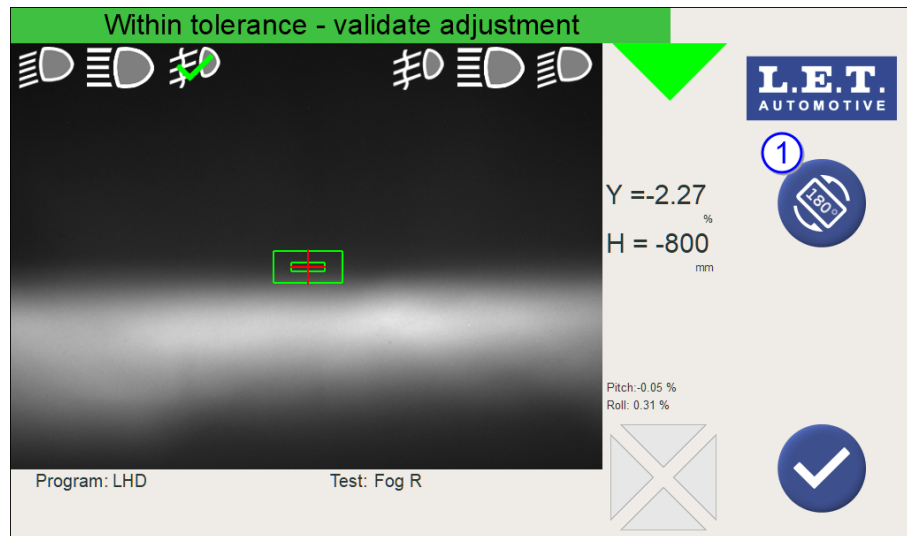 Within tolerance - validate adjustment
L.E.T.
AUTOMOTIVE
1
180°
Y =-2.27
%
H = -800
mm
Pitch:-0.05 %
Roll: 0.31 %
Program: LHD
Test: Fog R